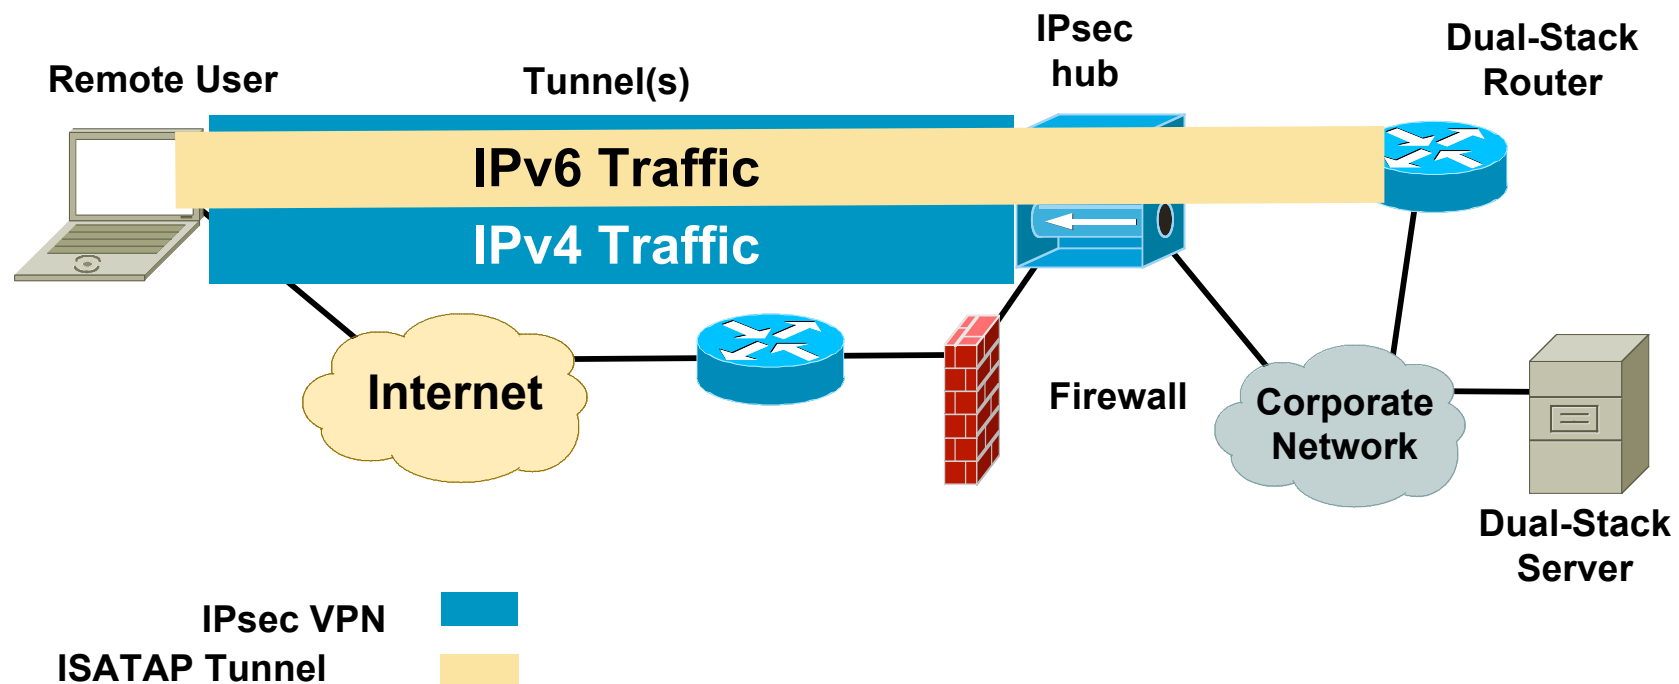 IPsec
hub
Dual-Stack
Router
Remote User
Tunnel(s)
IPv6 Traffic
IPv4 Traffic
Internet
Firewall
Corporate
Network
Dual-Stack
Server
IPsec VPN
ISATAP Tunnel